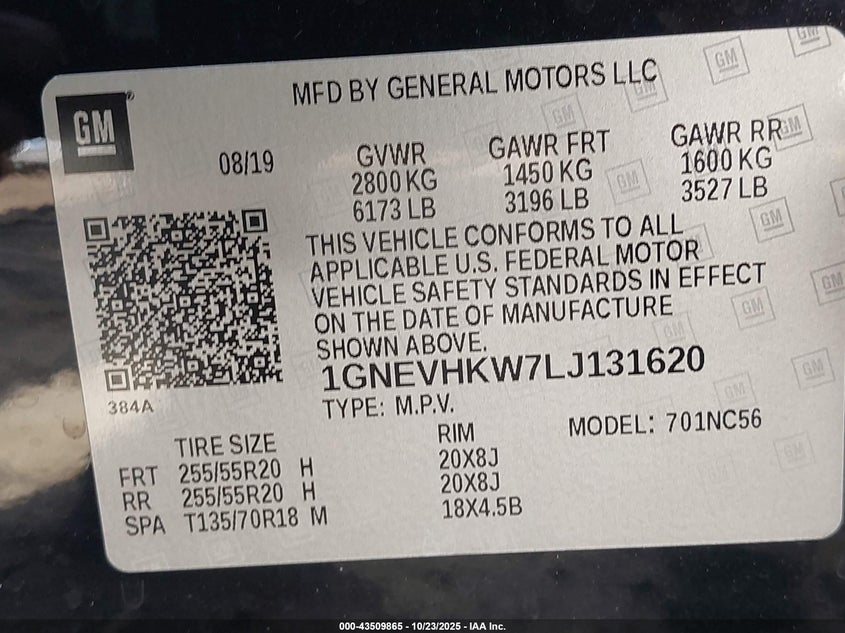 MFD BY GENERAL MOTORS LLC
GM
08/19
GVWR
2800 KG
6173 LB
GAWR FRT
1450 KG
3196 LB
GAWR RR
1600 KG
3527 LB
THIS VEHICLE CONFORMS TO ALL
APPLICABLE U.S. FEDERAL MOTOR
VEHICLE SAFETY STANDARDS IN EFFECT
ON THE DATE OF MANUFACTURE
SHOWN ABOVE.
1GNEVHKW7LJ131620
384A
TYPE: M.P.V.
MODEL: 701NC56
TIRE SIZE RIM
FRT 255/55R20 H 20X8J
RR 255/55R20 H 20X8J
SPA T135/70R18 M 18X4.5B
000-43509865 - 10/23/2025 - IAA Inc.